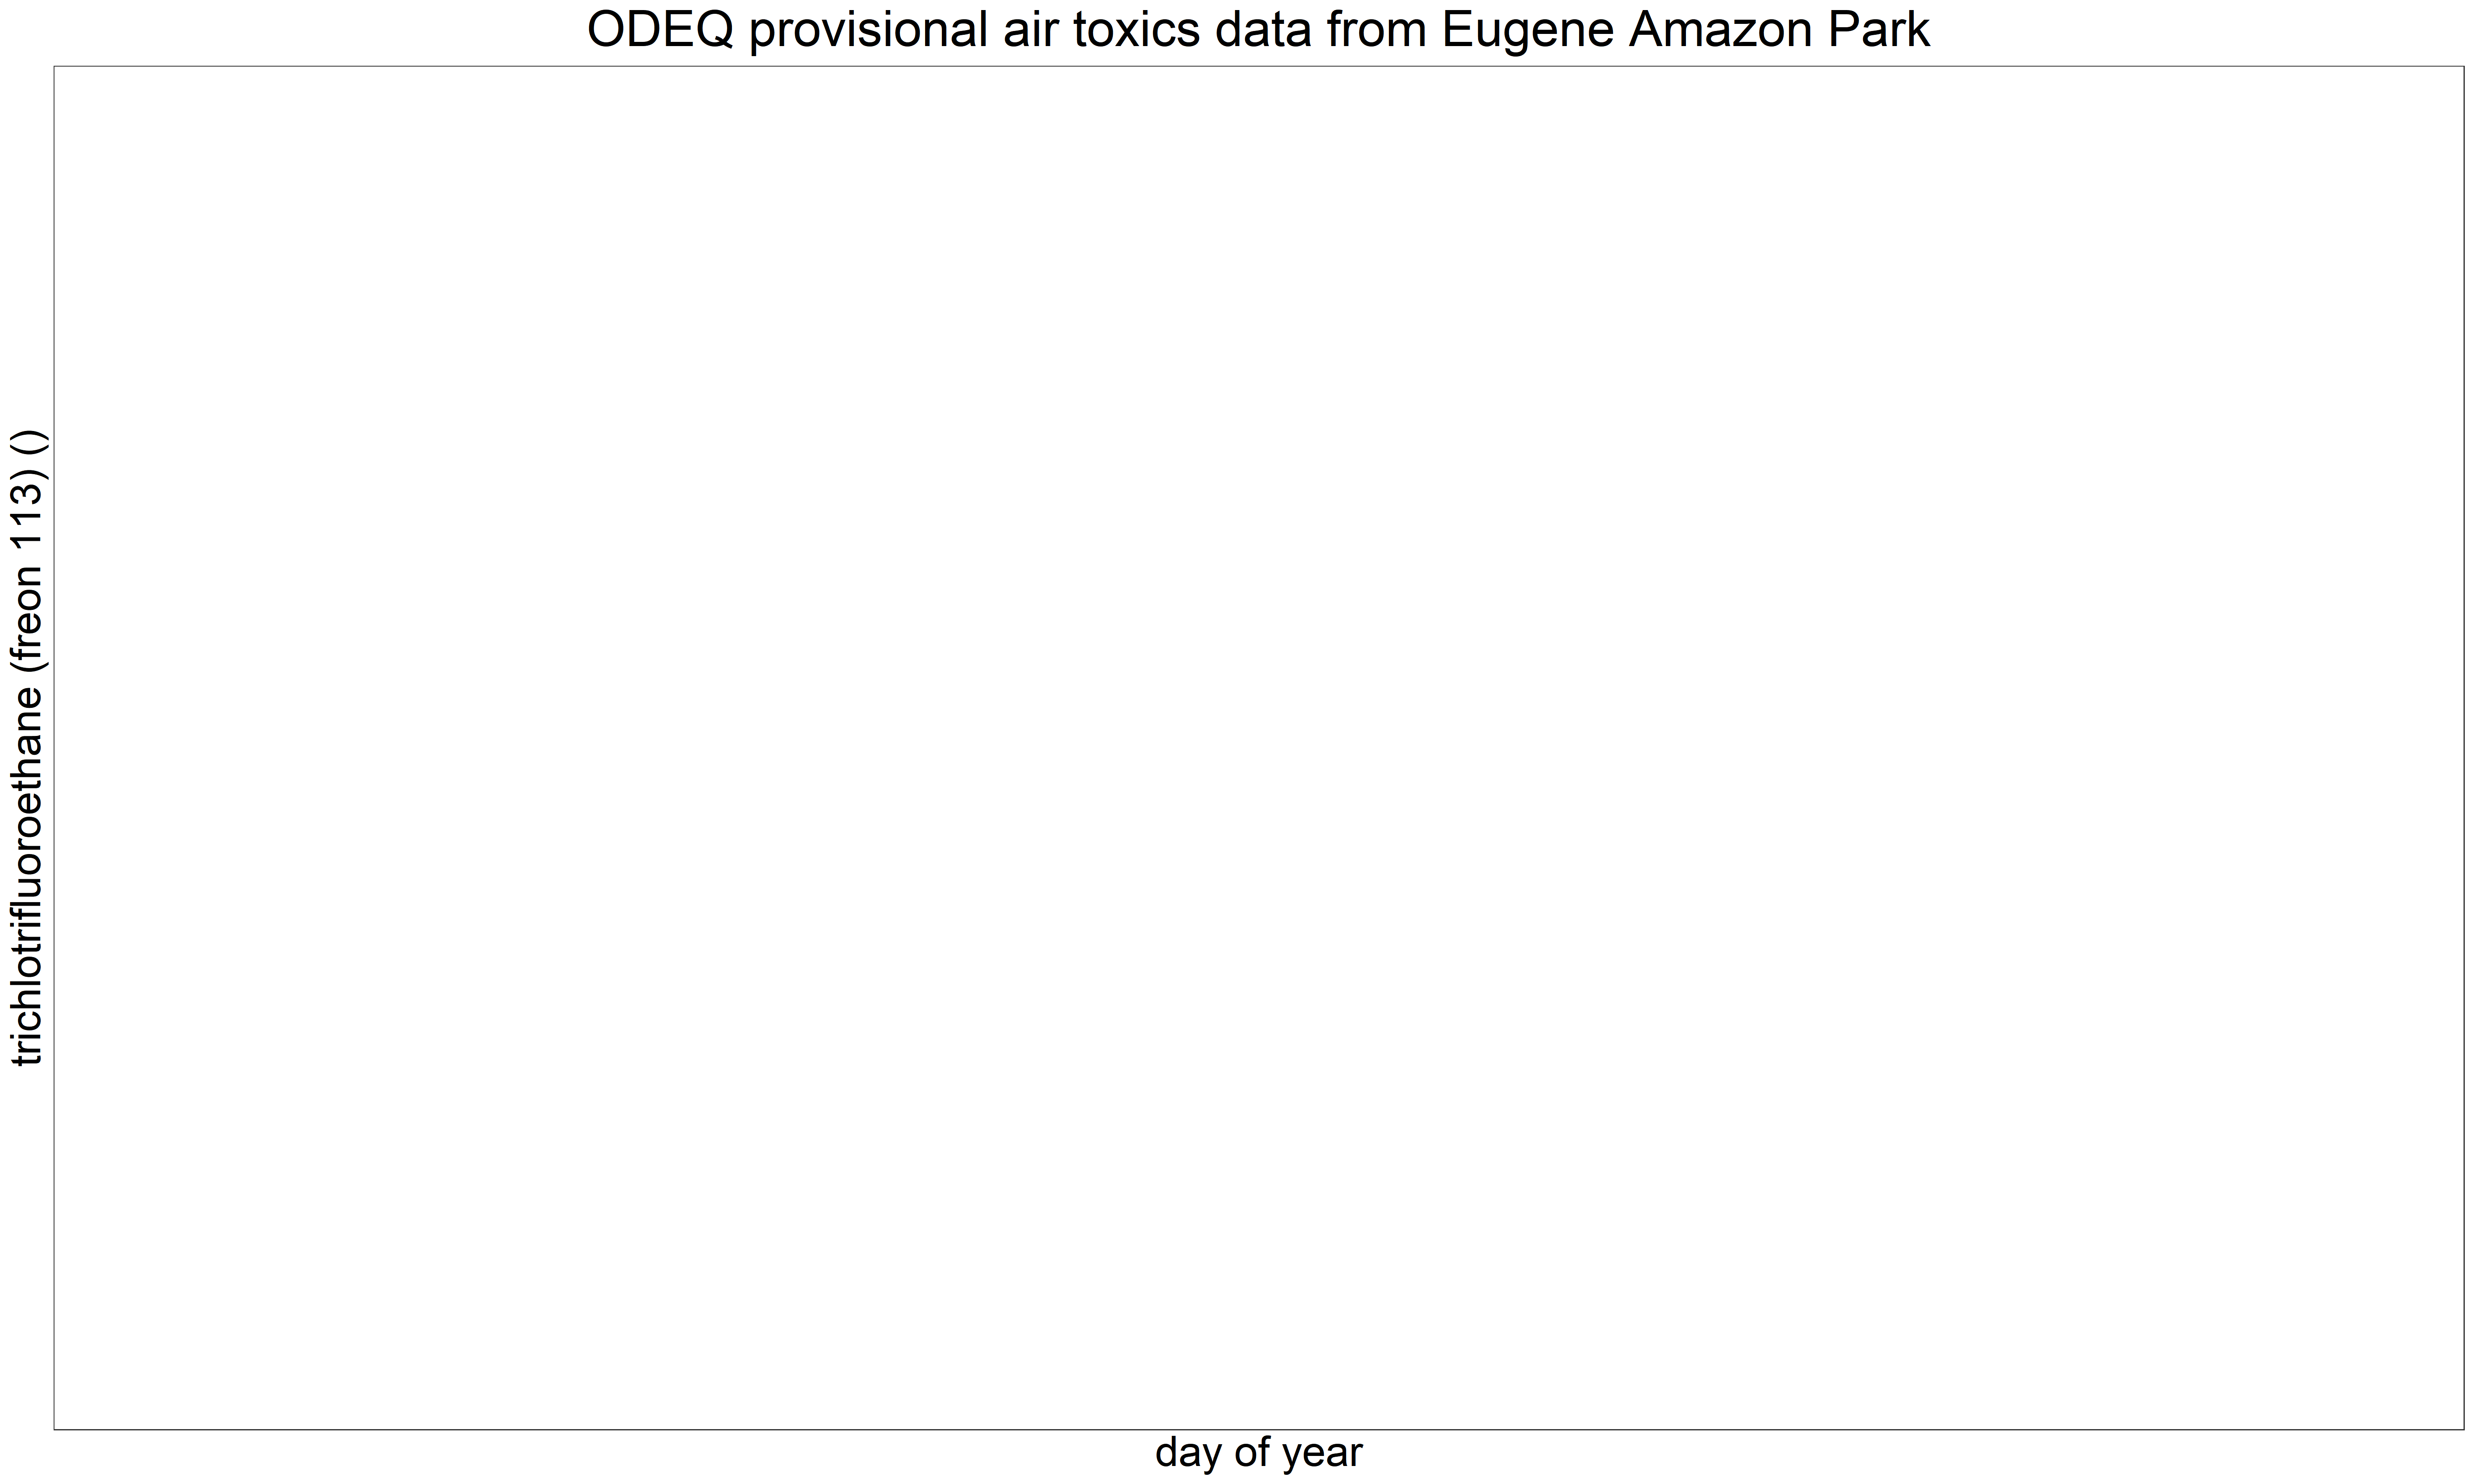 ODEQ provisional air toxics data from Eugene Amazon Park
trichlotrifluoroethane (freon 113) ()
day of year